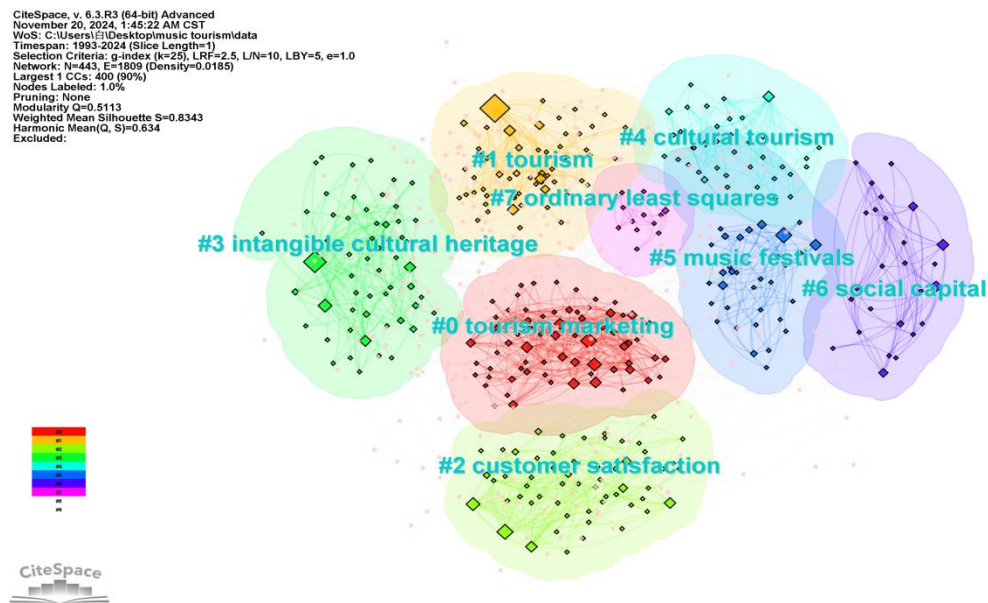 CiteSpace, v. 6.3.R3 (64-bit) Advanced
November 20, 2024, 1:45:22 AM CST
WoS: C:\Users\白\Desktop\music tourism\data
Timespan: 1993-2024 (Slice Length=1)
Selection Criteria: g-index (k=25), LRF=2.5, L/N=10, LBY=5, e=1.0
Network: N=443, E=1809 (Density=0.0185)
Largest 1 CCs: 400 (90%)
Nodes Labeled: 1.0%
Pruning: None
Modularity Q=0.5113
Weighted Mean Silhouette S=0.8343
Harmonic Mean(Q, S)=0.634
Excluded:
#4 cultural tourism
#1 tourism
#7 ordinary least squares
#3 intangible cultural heritage
#5 music festivals
#6 social capital
#0 tourism marketing
#2 customer satisfaction
CiteSpace